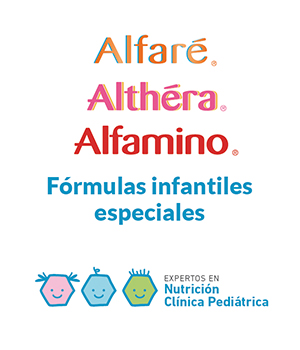 Alfaré®
Althéra®
Alfamino®
Fórmulas infantiles
especiales
EXPERTOS EN
Nutrición
Clínica Pediátrica